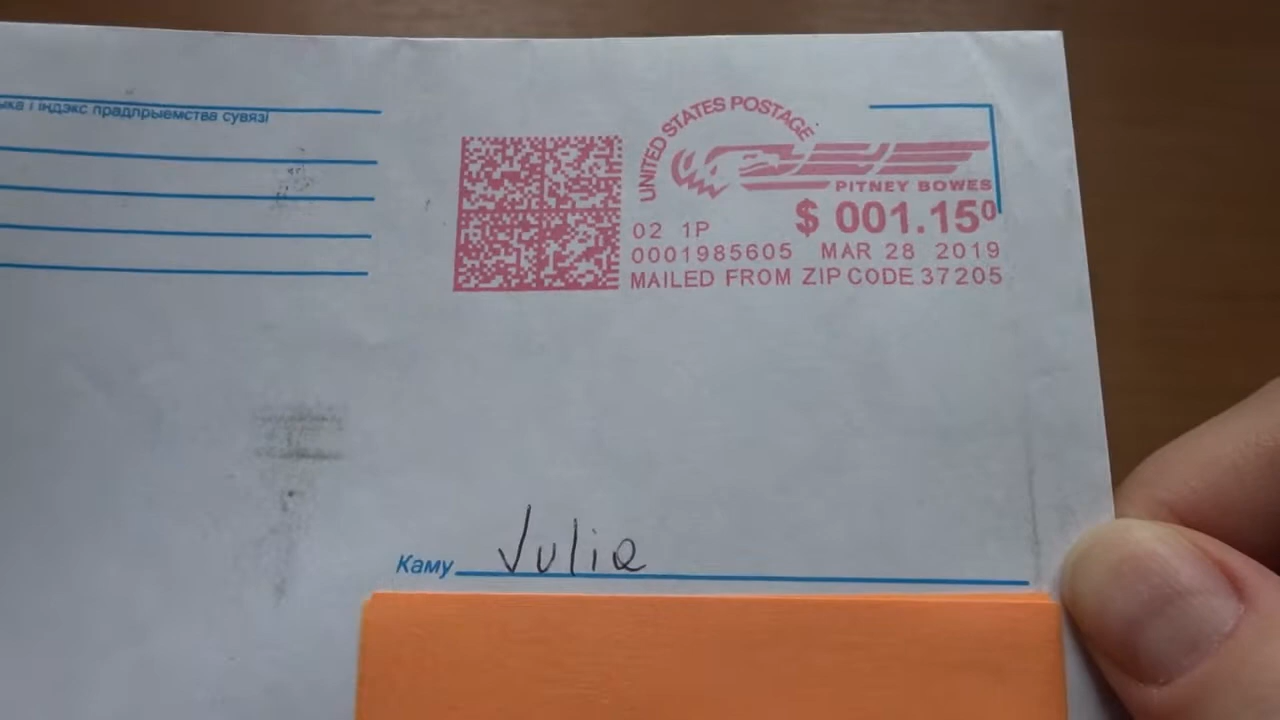 і індэкс прадпрыемства сувязі
UNITED STATES POSTAGE
PITNEY BOWES
02 1P
$ 001.15⁰
0001985605 MAR 28 2019
MAILED FROM ZIP CODE 37205
Каму Julia